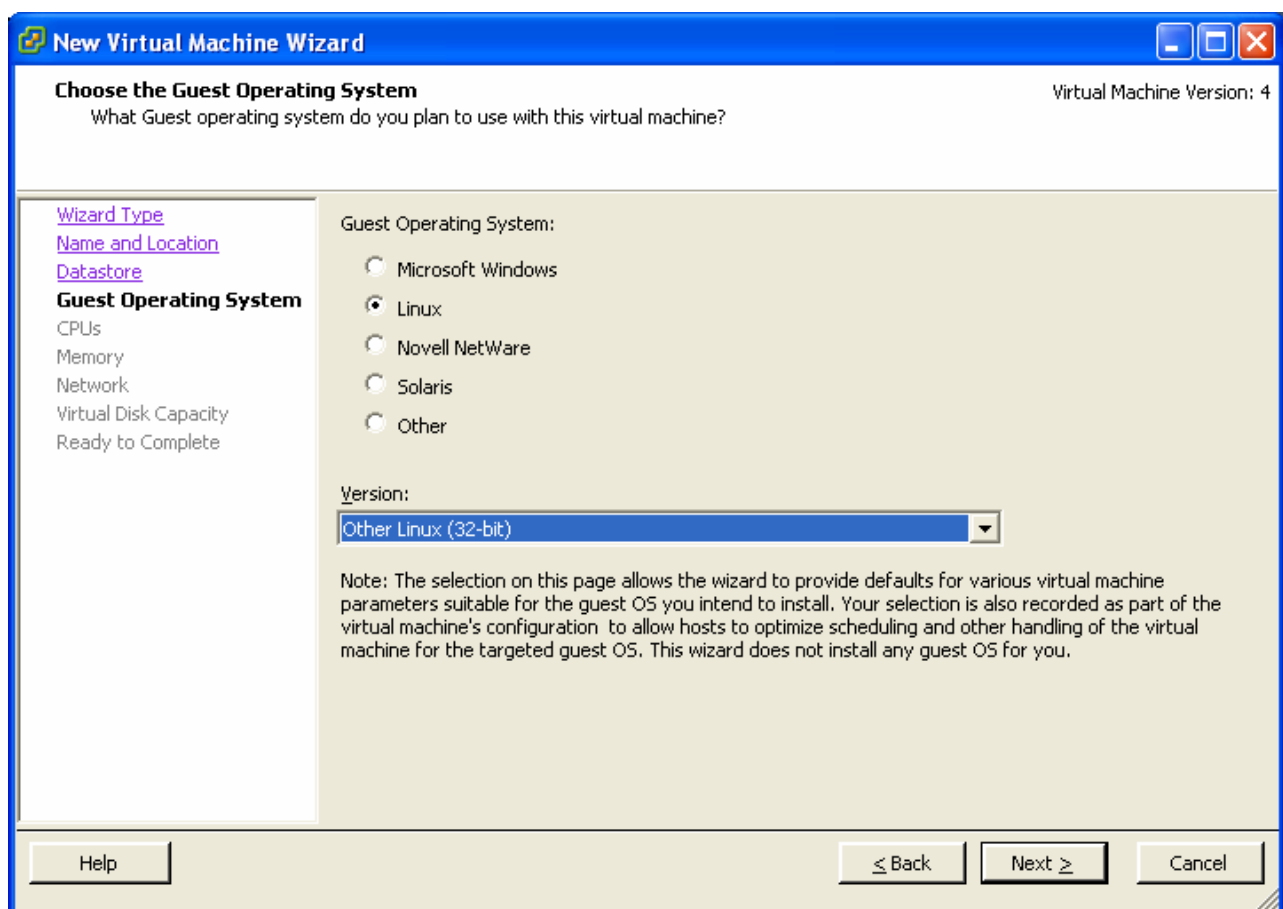 New Virtual Machine Wizard
Choose the Guest Operating System
Virtual Machine Version: 4
What Guest operating system do you plan to use with this virtual machine?
Wizard Type
Name and Location
Datastore
Guest Operating System
CPUs
Memory
Network
Virtual Disk Capacity
Ready to Complete
Guest Operating System:
Microsoft Windows
Linux
Novell NetWare
Solaris
Other
Version:
Other Linux (32-bit)
Note: The selection on this page allows the wizard to provide defaults for various virtual machine
parameters suitable for the guest OS you intend to install. Your selection is also recorded as part of the
virtual machine's configuration to allow hosts to optimize scheduling and other handling of the virtual
machine for the targeted guest OS. This wizard does not install any guest OS for you.
Help
≤ Back
Next ≥
Cancel